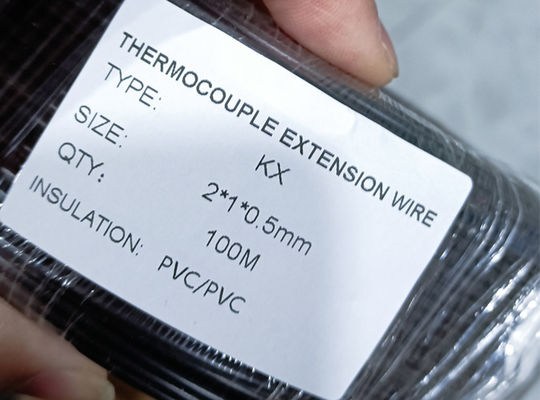 THERMOCOUPLE EXTENSION WIRE
TYPE: KX
SIZE: 2*1*0.5mm
QTY: 100M
INSULATION: PVC/PVC